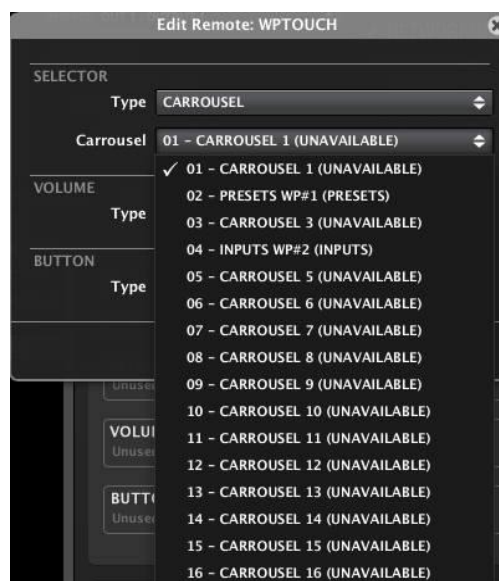 Edit Remote: WPTOUCH
SELECTOR
Type CARROUSEL
Carrousel 01 - CARROUSEL 1 (UNAVAILABLE)
✓ 01 - CARROUSEL 1 (UNAVAILABLE)
02 - PRESETS WP#1 (PRESETS)
VOLUME
03 - CARROUSEL 3 (UNAVAILABLE)
Type
04 - INPUTS WP#2 (INPUTS)
BUTTON
05 - CARROUSEL 5 (UNAVAILABLE)
Type
06 - CARROUSEL 6 (UNAVAILABLE)
07 - CARROUSEL 7 (UNAVAILABLE)
08 - CARROUSEL 8 (UNAVAILABLE)
09 - CARROUSEL 9 (UNAVAILABLE)
10 - CARROUSEL 10 (UNAVAILABLE)
11 - CARROUSEL 11 (UNAVAILABLE)
12 - CARROUSEL 12 (UNAVAILABLE)
13 - CARROUSEL 13 (UNAVAILABLE)
14 - CARROUSEL 14 (UNAVAILABLE)
15 - CARROUSEL 15 (UNAVAILABLE)
16 - CARROUSEL 16 (UNAVAILABLE)
Unuse
VOLU
Unuse
BUTT
Unuse